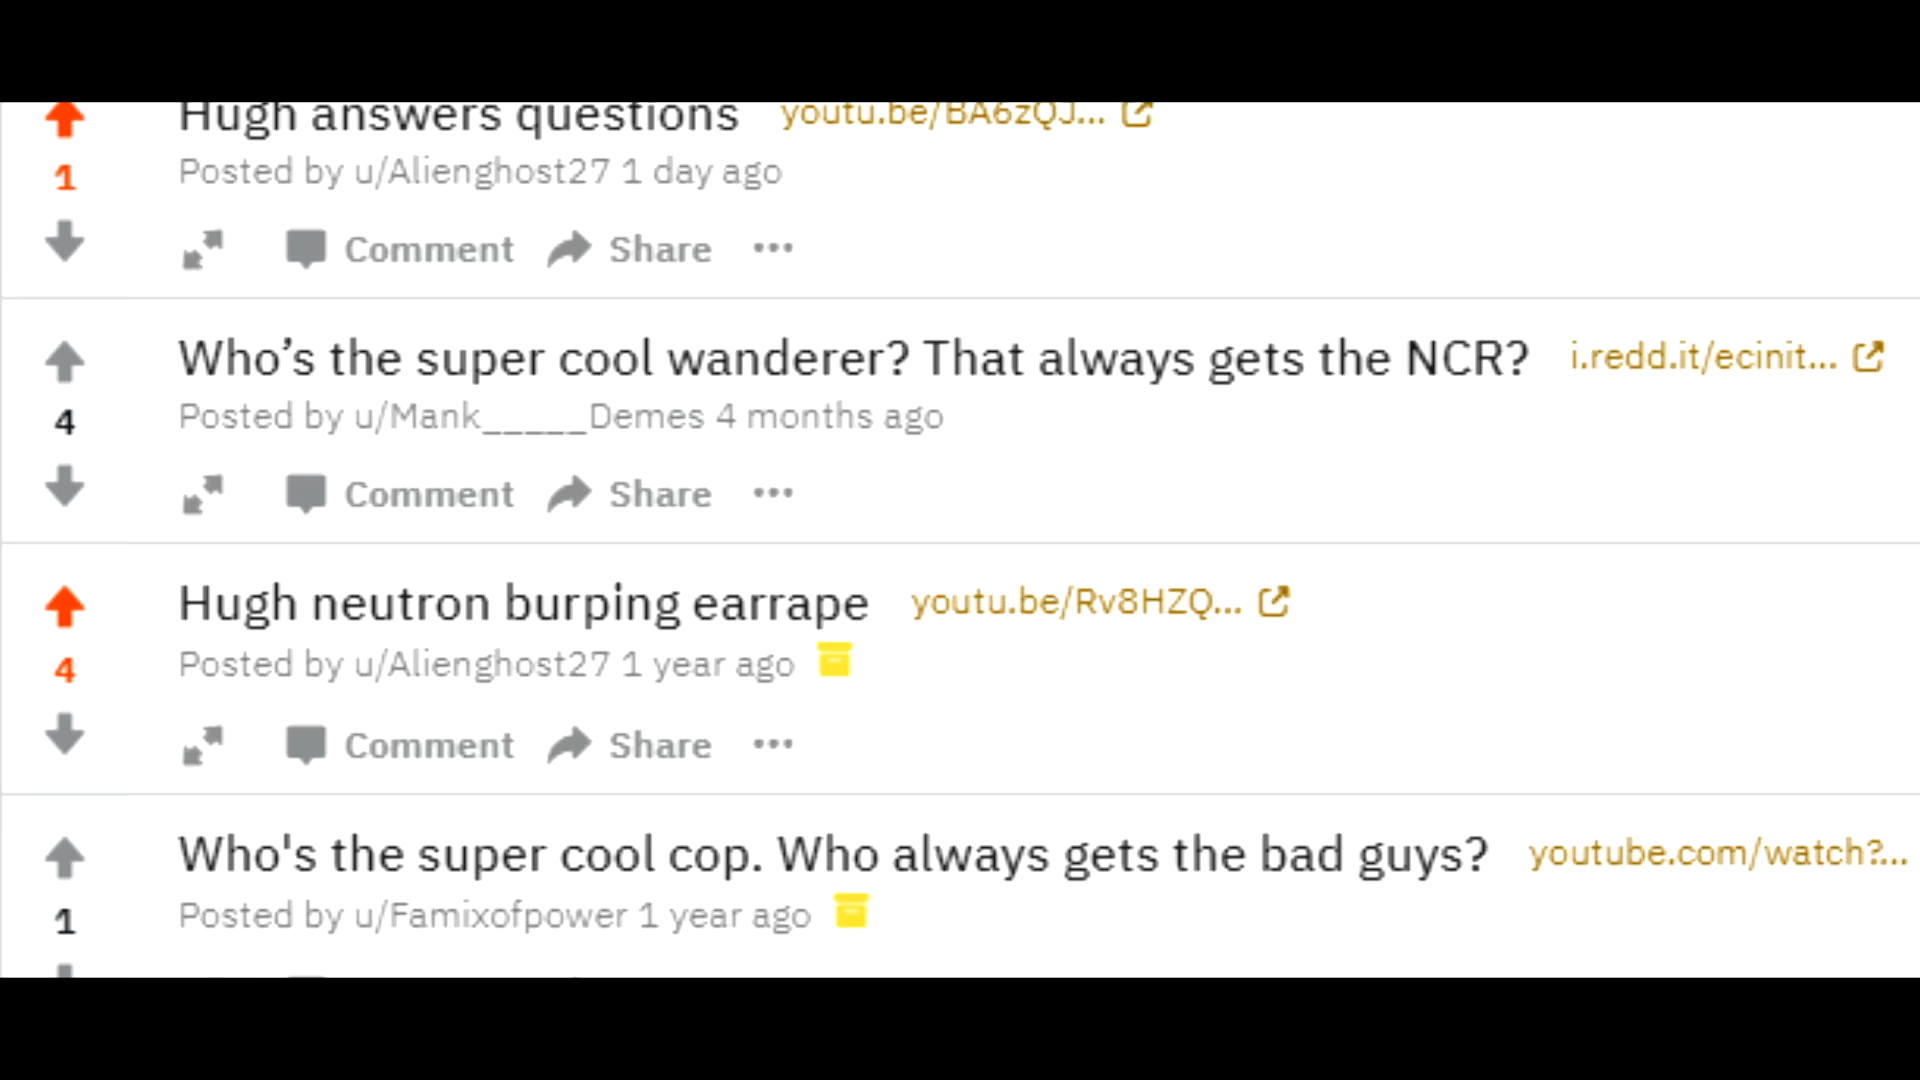 Hugh answers questions youtu.be/BA6zQJ...
1
Posted by u/Alienghost27 1 day ago
Comment Share
Who’s the super cool wanderer? That always gets the NCR? i.redd.it/ecinit...
4
Posted by u/Mank_____Demes 4 months ago
Comment Share
Hugh neutron burping earrape youtu.be/Rv8HZQ...
4
Posted by u/Alienghost27 1 year ago
Comment Share
Who's the super cool cop. Who always gets the bad guys? youtube.com/watch?...
1
Posted by u/Famixofpower 1 year ago